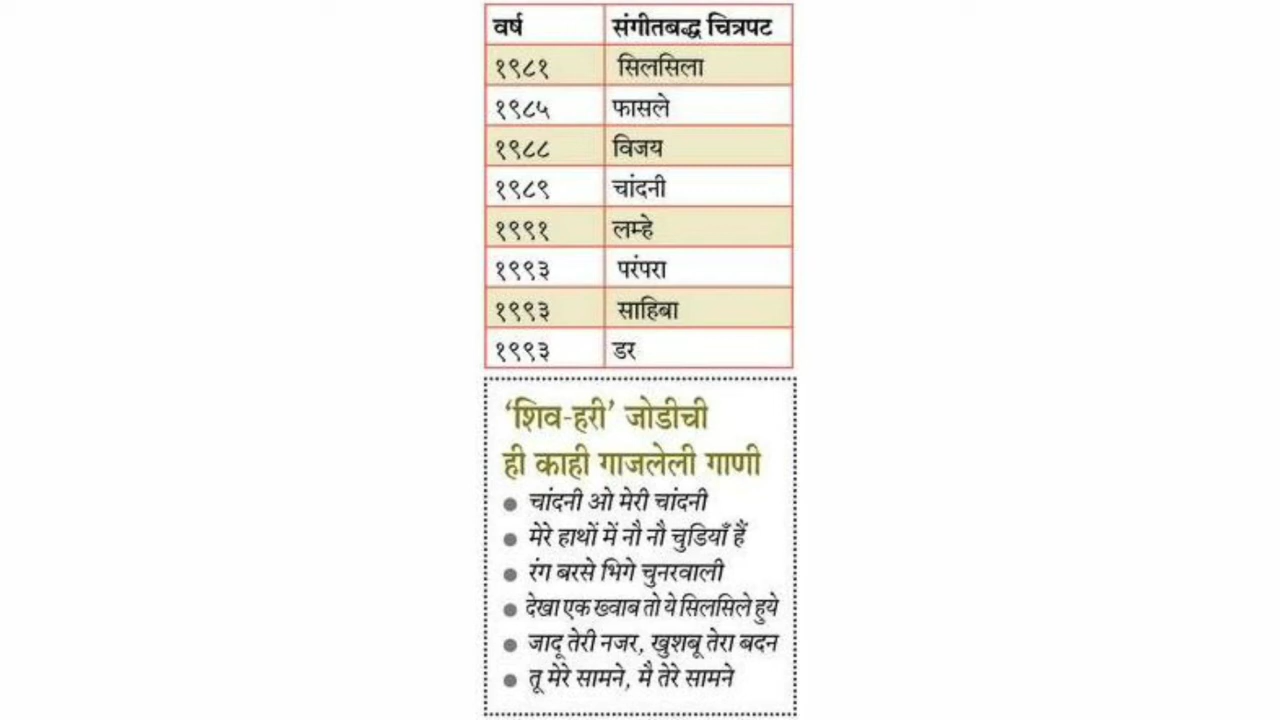 वर्ष संगीतबद्ध चित्रपट
१९८१ सिलसिला
१९८५ फासले
१९८८ विजय
१९८९ चांदनी
१९९१ लम्हे
१९९३ परंपरा
१९९३ साहिबा
१९९३ डर
‘शिव-हरी’ जोडीची
ही काही गाजलेली गाणी
● चांदनी ओ मेरी चांदनी
● मेरे हाथों में नौ नौ चुडियाँ हैं
● रंग बरसे भिगे चुनरवाली
● देखा एक ख्वाब तो ये सिलसिले हुये
● जादू तेरी नजर, खुशबू तेरा बदन
● तू मेरे सामने, मै तेरे सामने